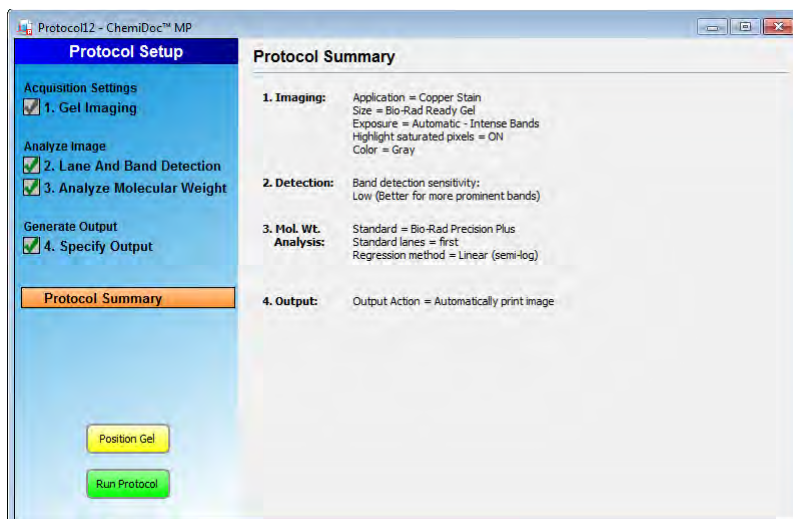 Protocol12 - ChemiDoc™ MP
Protocol Setup
Acquisition Settings
1. Gel Imaging
Analyze Image
2. Lane And Band Detection
3. Analyze Molecular Weight
Generate Output
4. Specify Output
Protocol Summary
Position Gel
Run Protocol
Protocol Summary
1. Imaging: Application = Copper Stain
Size = Bio-Rad Ready Gel
Exposure = Automatic - Intense Bands
Highlight saturated pixels = ON
Color = Gray
2. Detection: Band detection sensitivity:
Low (Better for more prominent bands)
3. Mol. Wt. Standard = Bio-Rad Precision Plus
Analysis: Standard lanes = first
Regression method = Linear (semi-log)
4. Output: Output Action = Automatically print image